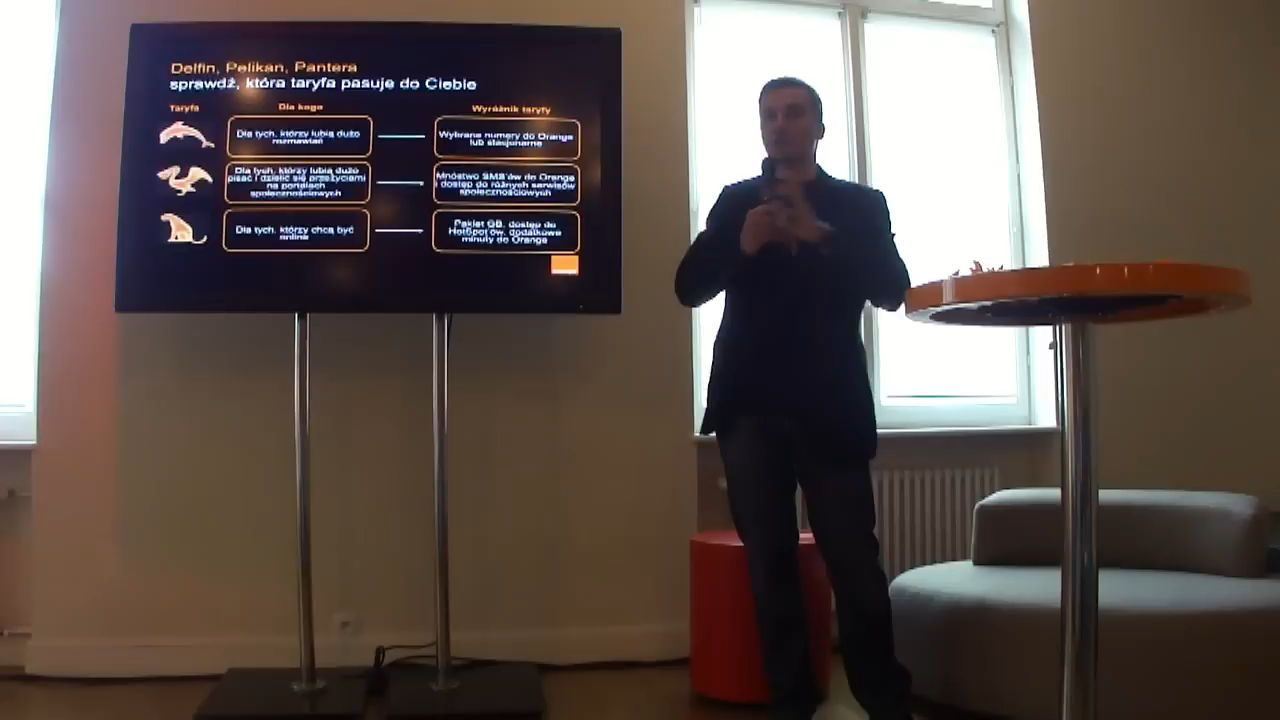 Delfin, Pelikan, Pantera
sprawdź, która taryfa pasuje do Ciebie
Taryfa
Dla kogo
Wyróżnik taryfy
Dla tych, którzy lubią dużo
rozmawiać
Wybrane numery do Orange
lub stacjonarne
Dla tych, którzy lubią dużo
pisać i dzielić się przeżyciami
na portalach
społecznościowych
Mnóstwo SMS'ów do Orange
i dostęp do różnych serwisów
społecznościowych
Dla tych, którzy chcą być
online
Pakiet GB, dostęp do
HotSpot'ów, dodatkowe
minuty do Orange